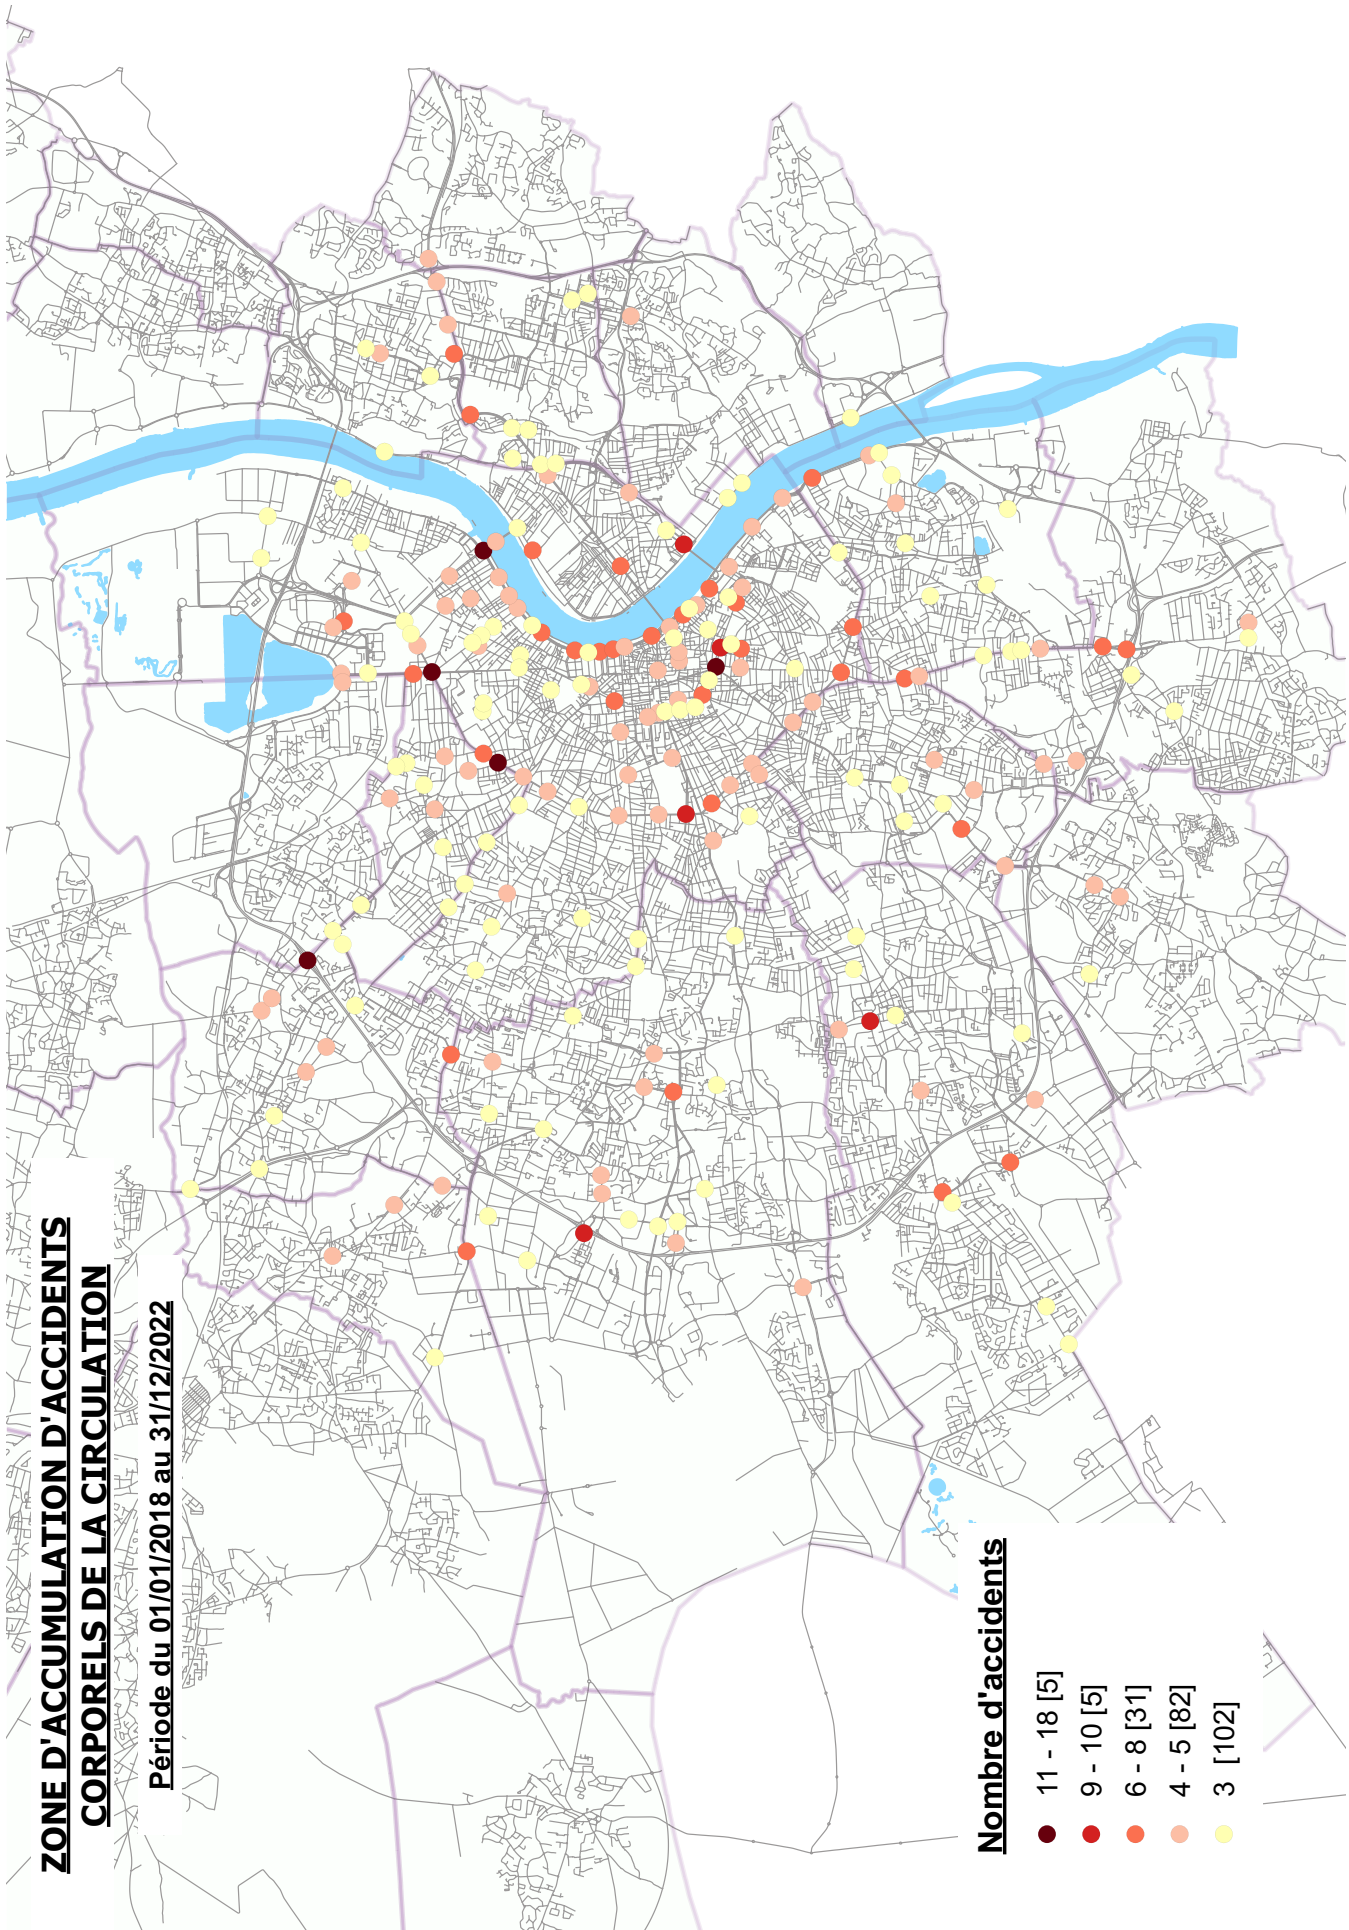 ZONE D'ACCUMULATION D'ACCIDENTS
CORPORELS DE LA CIRCULATION
Période du 01/01/2018 au 31/12/2022
Nombre d'accidents
11 - 18 [5]
9 - 10 [5]
6 - 8 [31]
4 - 5 [82]
3 [102]